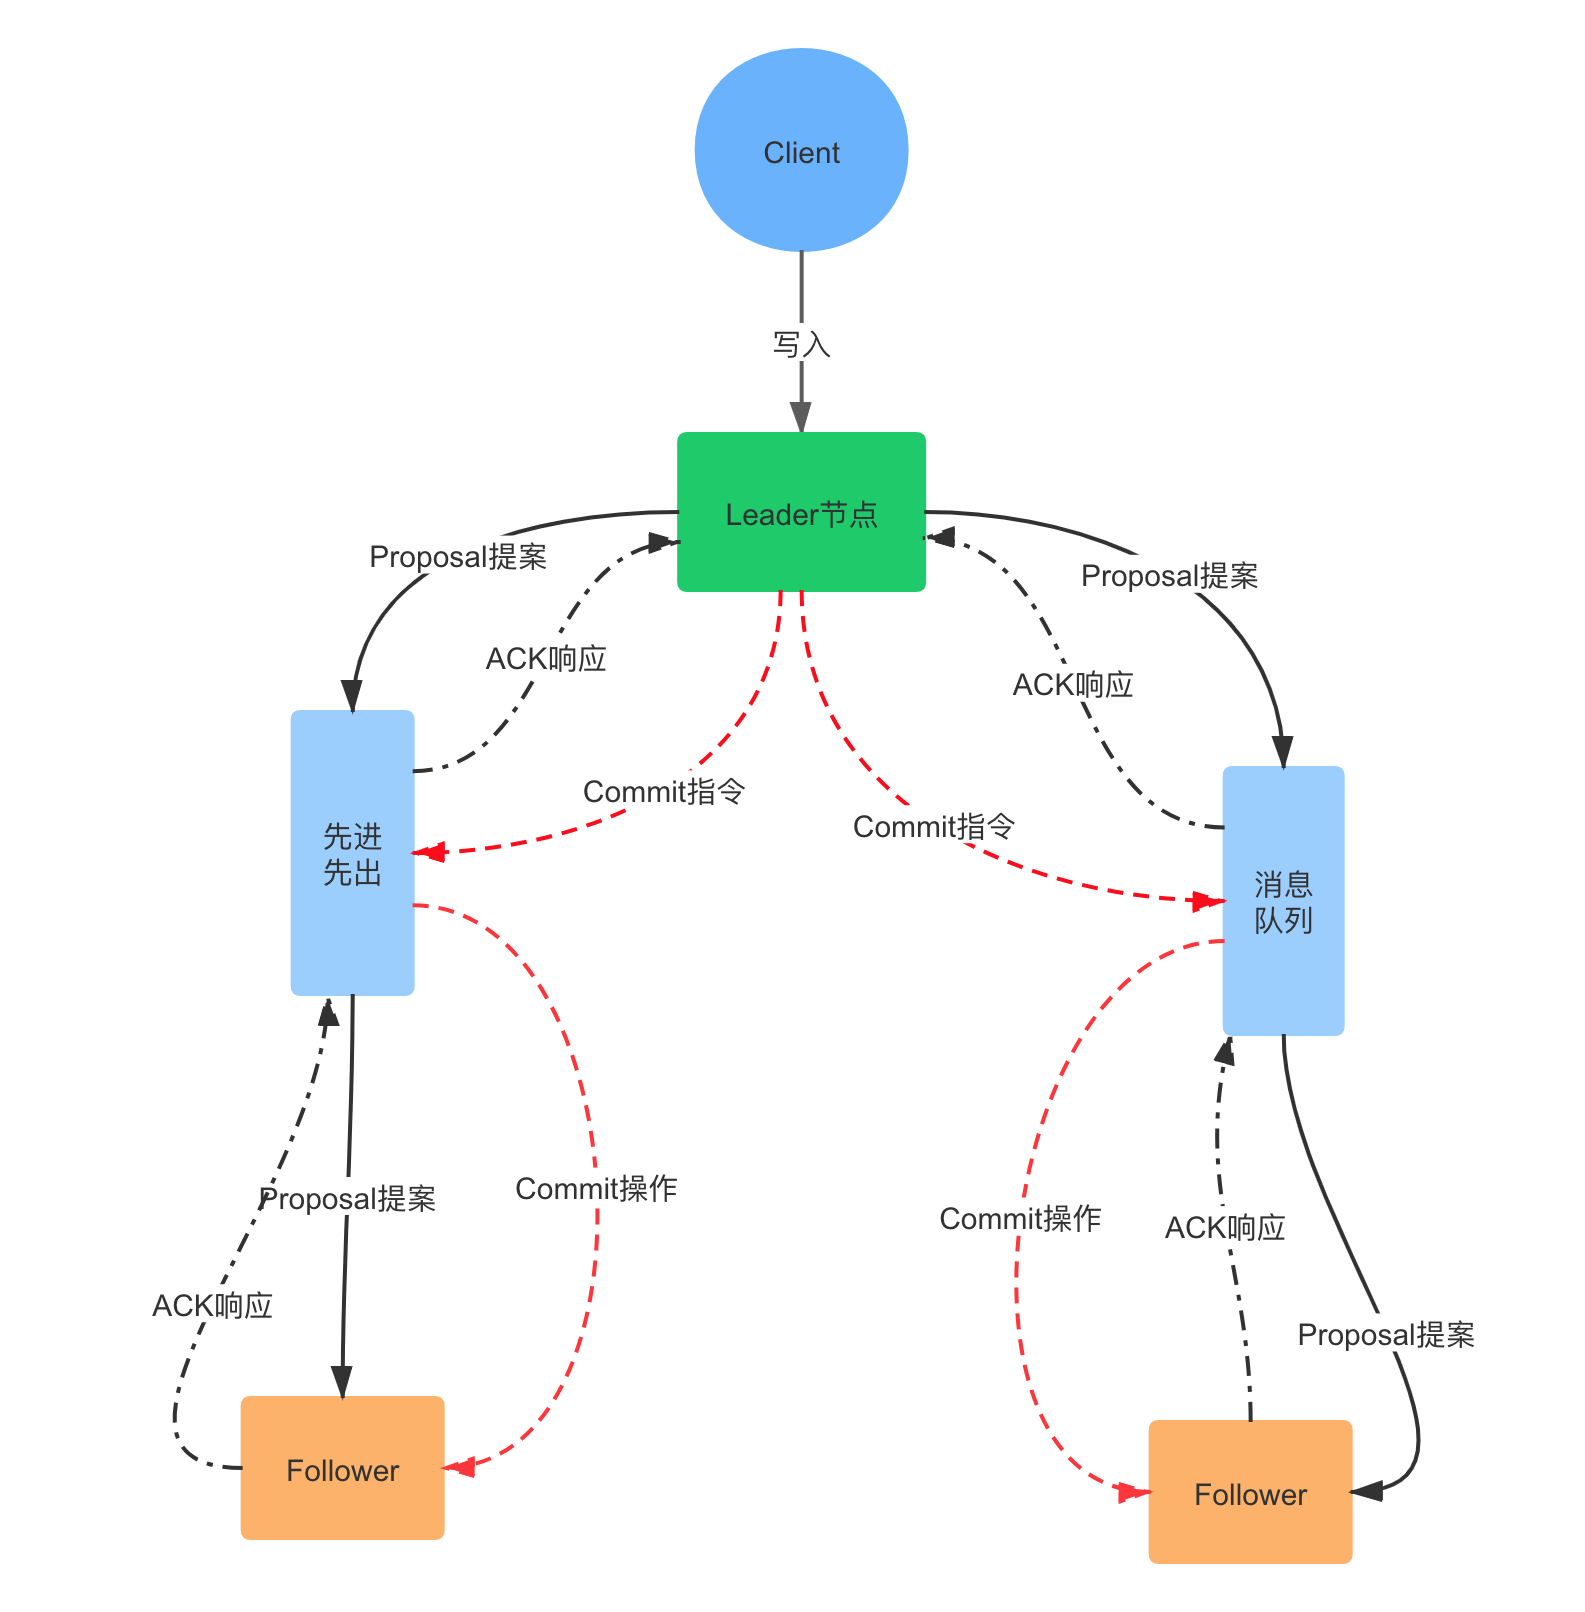 Client
写入
Leader节点
Proposal提案
Proposal提案
ACK响应
ACK响应
Commit指令
Commit指令
先进
先出
消息
队列
Commit操作
Proposal提案
Commit操作
ACK响应
ACK响应
Proposal提案
Follower
Follower